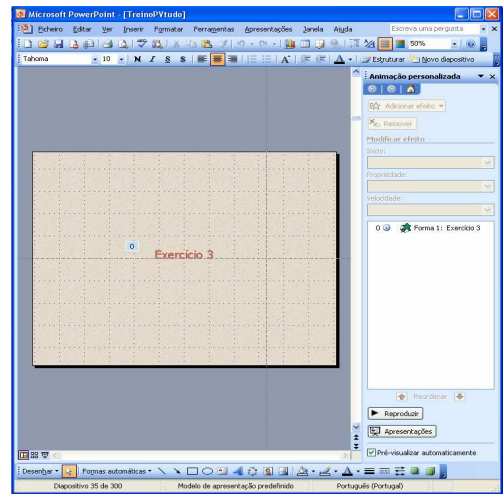 Microsoft PowerPoint - [TreinoPVtudo]
Ficheiro Editar Ver Inserir Formatar Ferramentas Apresentações Janela Ajuda Escreva uma pergunta
50%
Tahoma 10 N I S S Estruturar Novo diapositivo
Animação personalizada
Adicionar efeito
Remover
Modificar efeito
Início:
Propriedade:
Velocidade:
0 Forma 1: Exercício 3
0
Exercício 3
Reordenar
Reproduzir
Apresentações
Pré-visualizar automaticamente
Desenhar Formas automáticas
Diapositivo 35 de 300 Modelo de apresentação predefinido Português (Portugal)